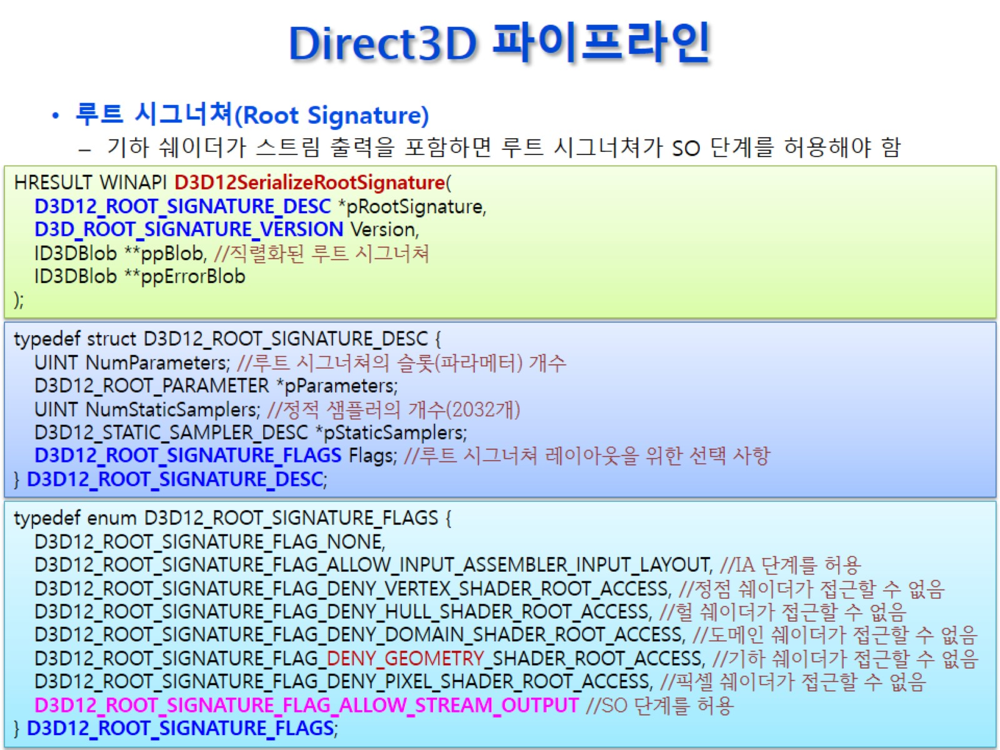 Direct3D 파이프라인
• 루트 시그너쳐(Root Signature)
– 기하 쉐이더가 스트림 출력을 포함하면 루트 시그너쳐가 SO 단계를 허용해야 함
HRESULT WINAPI D3D12SerializeRootSignature(
D3D12_ROOT_SIGNATURE_DESC *pRootSignature,
D3D_ROOT_SIGNATURE_VERSION Version,
ID3DBlob **ppBlob, //직렬화된 루트 시그너쳐
ID3DBlob **ppErrorBlob
);
typedef struct D3D12_ROOT_SIGNATURE_DESC {
UINT NumParameters; //루트 시그너쳐의 슬롯(파라메터) 개수
D3D12_ROOT_PARAMETER *pParameters;
UINT NumStaticSamplers; //정적 샘플러의 개수(2032개)
D3D12_STATIC_SAMPLER_DESC *pStaticSamplers;
D3D12_ROOT_SIGNATURE_FLAGS Flags; //루트 시그너쳐 레이아웃을 위한 선택 사항
} D3D12_ROOT_SIGNATURE_DESC;
typedef enum D3D12_ROOT_SIGNATURE_FLAGS {
D3D12_ROOT_SIGNATURE_FLAG_NONE,
D3D12_ROOT_SIGNATURE_FLAG_ALLOW_INPUT_ASSEMBLER_INPUT_LAYOUT, //IA 단계를 허용
D3D12_ROOT_SIGNATURE_FLAG_DENY_VERTEX_SHADER_ROOT_ACCESS, //정점 쉐이더가 접근할 수 없음
D3D12_ROOT_SIGNATURE_FLAG_DENY_HULL_SHADER_ROOT_ACCESS, //헐 쉐이더가 접근할 수 없음
D3D12_ROOT_SIGNATURE_FLAG_DENY_DOMAIN_SHADER_ROOT_ACCESS, //도메인 쉐이더가 접근할 수 없음
D3D12_ROOT_SIGNATURE_FLAG_DENY_GEOMETRY_SHADER_ROOT_ACCESS, //기하 쉐이더가 접근할 수 없음
D3D12_ROOT_SIGNATURE_FLAG_DENY_PIXEL_SHADER_ROOT_ACCESS, //픽셀 쉐이더가 접근할 수 없음
D3D12_ROOT_SIGNATURE_FLAG_ALLOW_STREAM_OUTPUT //SO 단계를 허용
} D3D12_ROOT_SIGNATURE_FLAGS;